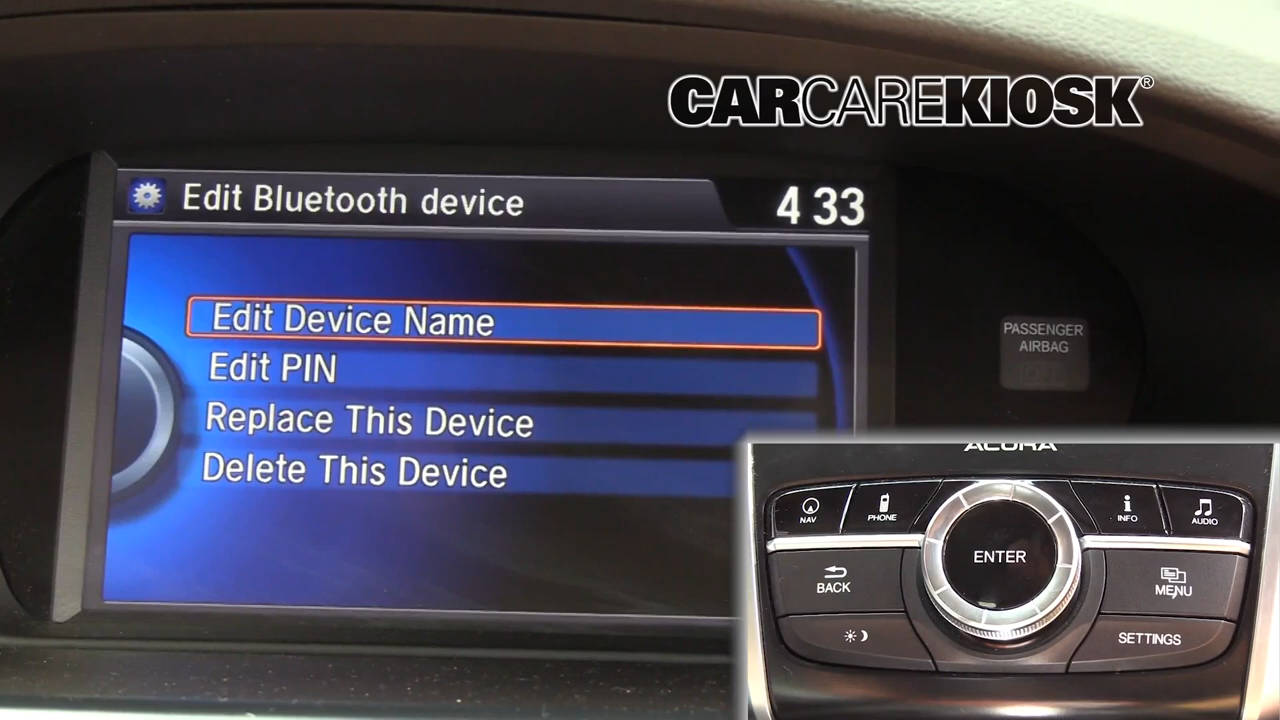 CARCAREKIOSK®
Edit Bluetooth device
4 33
Edit Device Name
Edit PIN
Replace This Device
Delete This Device
PASSENGER
AIRBAG
ACURA
NAV
PHONE
INFO
AUDIO
ENTER
BACK
MENU
SETTINGS